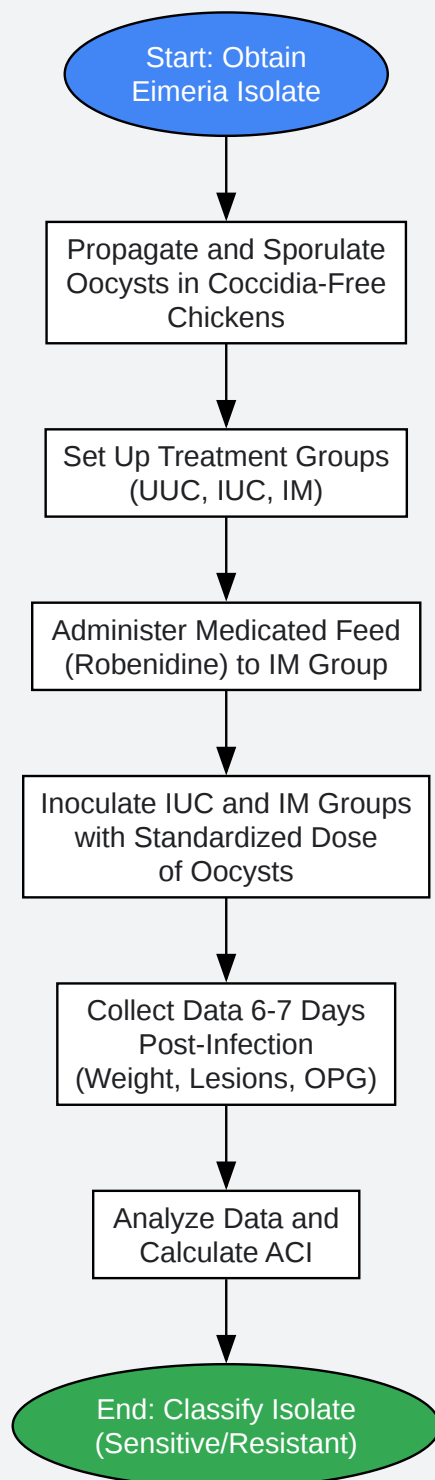 Start: Obtain
Eimeria Isolate
Propagate and Sporulate
Oocysts in Coccidia-Free
Chickens
Set Up Treatment Groups
(UUC, IUC, IM)
Administer Medicated Feed
(Robenidine) to IM Group
Inoculate IUC and IM Groups
with Standardized Dose
of Oocysts
Collect Data 6-7 Days
Post-Infection
(Weight, Lesions, OPG)
Analyze Data and
Calculate ACI
End: Classify Isolate
(Sensitive/Resistant)